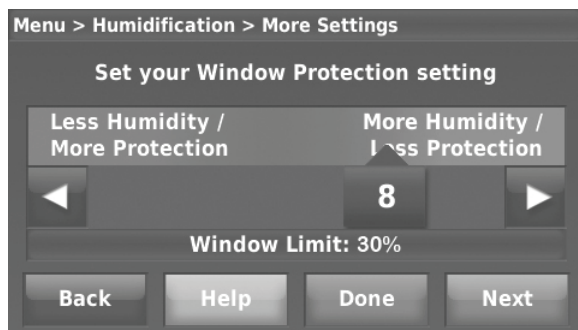 Menu > Humidification > More Settings
Set your Window Protection setting
Less Humidity /
More Protection
More Humidity /
Less Protection
8
Window Limit: 30%
Back
Help
Done
Next